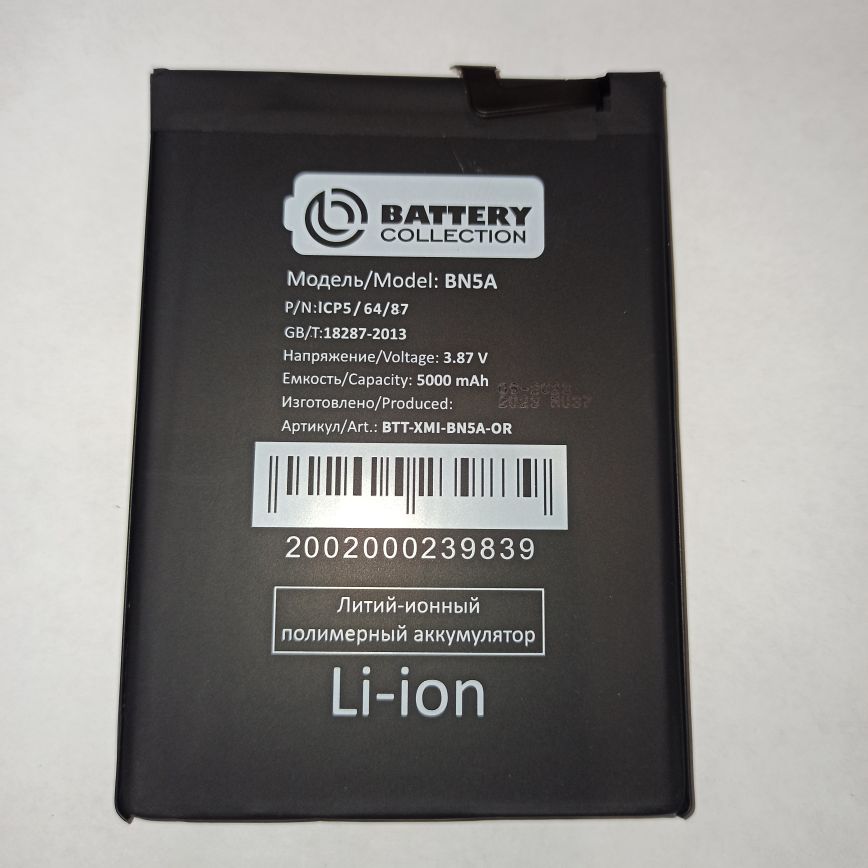 BATTERY
COLLECTION
Модель/Model: BN5A
P/N:ICP5/64/87
GB/T:18287-2013
Напряжение/Voltage: 3.87 V
Емкость/Capacity: 5000 mAh
Изготовлено/Produced:
Артикул/Art.: BTT-XMI-BN5A-OR
2002000239839
Литий-ионный
полимерный аккумулятор
Li-ion